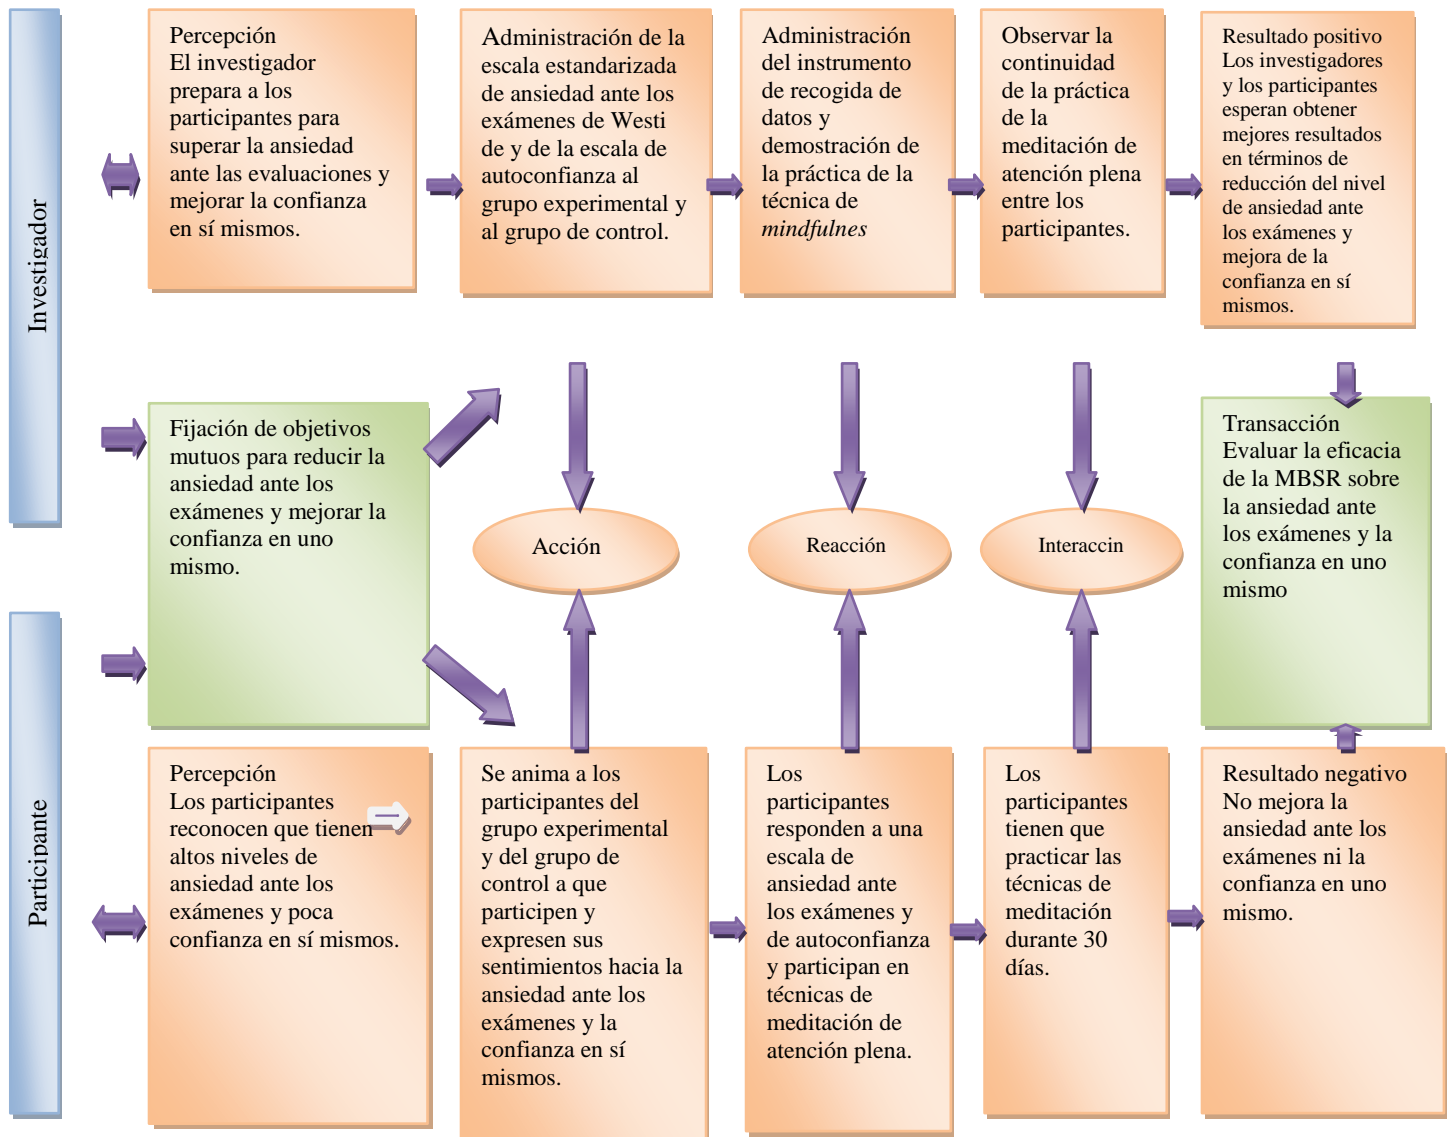 Investigador
Percepción
El investigador
prepara a los
participantes para
superar la ansiedad
ante las evaluaciones y
mejorar la confianza
en sí mismos.
Administración de la
escala estandarizada
de ansiedad ante los
exámenes de Westi
de y de la escala de
autoconfianza al
grupo experimental y
al grupo de control.
Administración
del instrumento
de recogida de
datos y
demostración de
la práctica de la
técnica de
mindfulnes
Observar la
continuidad
de la práctica
de la
meditación de
atención plena
entre los
participantes.
Resultado positivo
Los investigadores
y los participantes
esperan obtener
mejores resultados
en términos de
reducción del nivel
de ansiedad ante
los exámenes y
mejora de la
confianza en sí
mismos.
Fijación de objetivos
mutuos para reducir la
ansiedad ante los
exámenes y mejorar la
confianza en uno
mismo.
Acción
Reacción
Interaccin
Transacción
Evaluar la eficacia
de la MBSR sobre
la ansiedad ante
los exámenes y la
confianza en uno
mismo
Participante
Percepción
Los participantes
reconocen que tienen
altos niveles de
ansiedad ante los
exámenes y poca
confianza en sí mismos.
Se anima a los
participantes del
grupo experimental
y del grupo de
control a que
participen y
expresen sus
sentimientos hacia la
ansiedad ante los
exámenes y la
confianza en sí
mismos.
Los
participantes
responden a una
escala de
ansiedad ante
los exámenes y
de autoconfianza
y participan en
técnicas de
meditación de
atención plena.
Los
participantes
tienen que
practicar las
técnicas de
meditación
durante 30
días.
Resultado negativo
No mejora la
ansiedad ante los
exámenes ni la
confianza en uno
mismo.